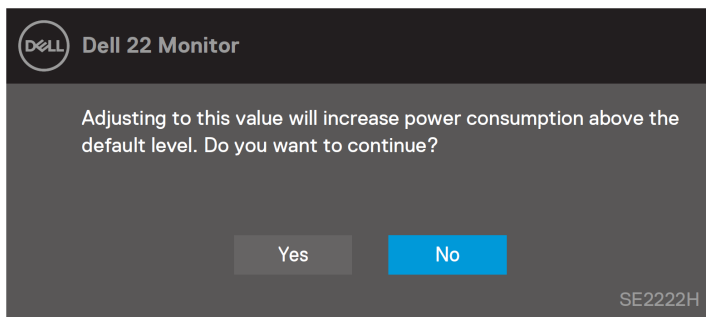 DELL Dell 22 Monitor
Adjusting to this value will increase power consumption above the
default level. Do you want to continue?
Yes No
SE2222H